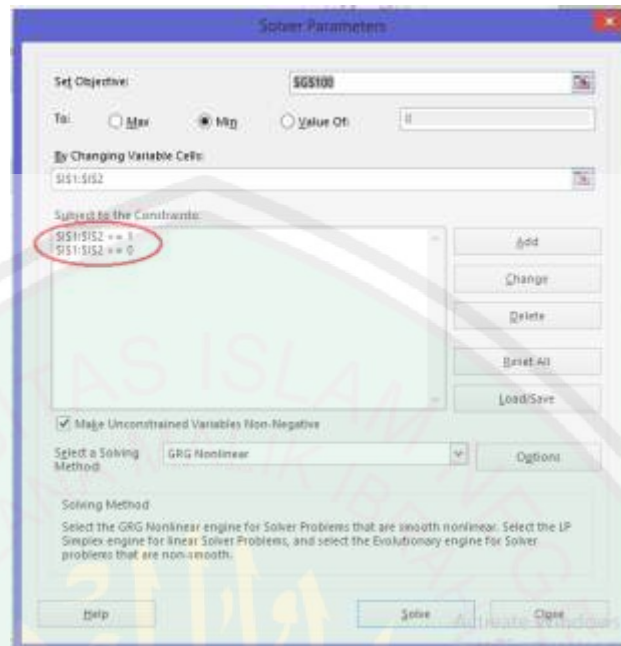 Solver Parameters
Set Objective: $G$100
To: Max Min Value Of: 0
By Changing Variable Cells:
$I$1:$I$2
Subject to the Constraints:
$I$1:$I$2 <= 1
$I$1:$I$2 >= 0
Add
Change
Delete
Reset All
Load/Save
Make Unconstrained Variables Non-Negative
Select a Solving Method: GRG Nonlinear Options
Solving Method
Select the GRG Nonlinear engine for Solver Problems that are smooth nonlinear. Select the LP
Simplex engine for linear Solver Problems, and select the Evolutionary engine for Solver
problems that are non-smooth.
Help Solve Close
Activate Windows